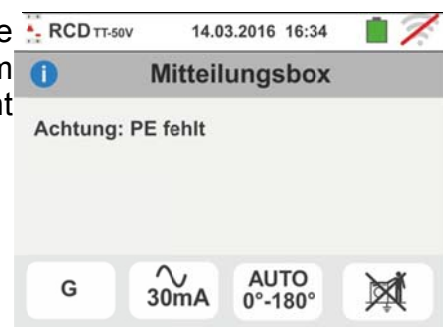 RCD TT-50V 14.03.2016 16:34
Mitteilungsbox
Achtung: PE fehlt
G
30mA
AUTO
0°-180°